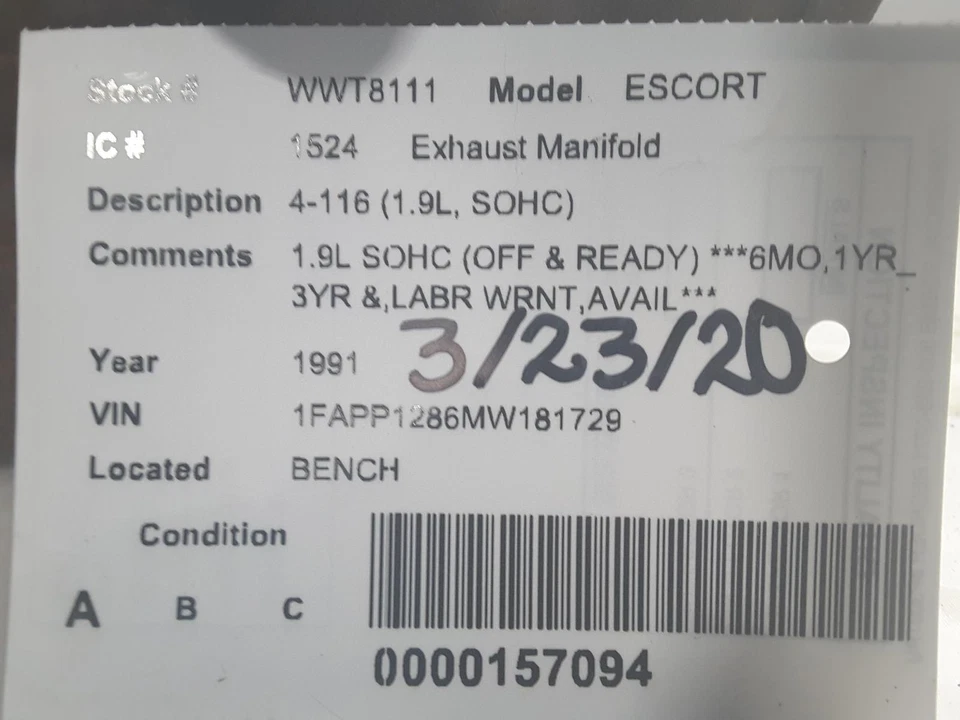 Stock # WWT8111 Model ESCORT
IC # 1524 Exhaust Manifold
Description 4-116 (1.9L, SOHC)
Comments 1.9L SOHC (OFF & READY) ***6MO,1YR_
3YR &,LABR WRNT,AVAIL***
3/23/20
Year 1991
VIN 1FAPP1286MW181729
Located BENCH
Condition
A B C
0000157094